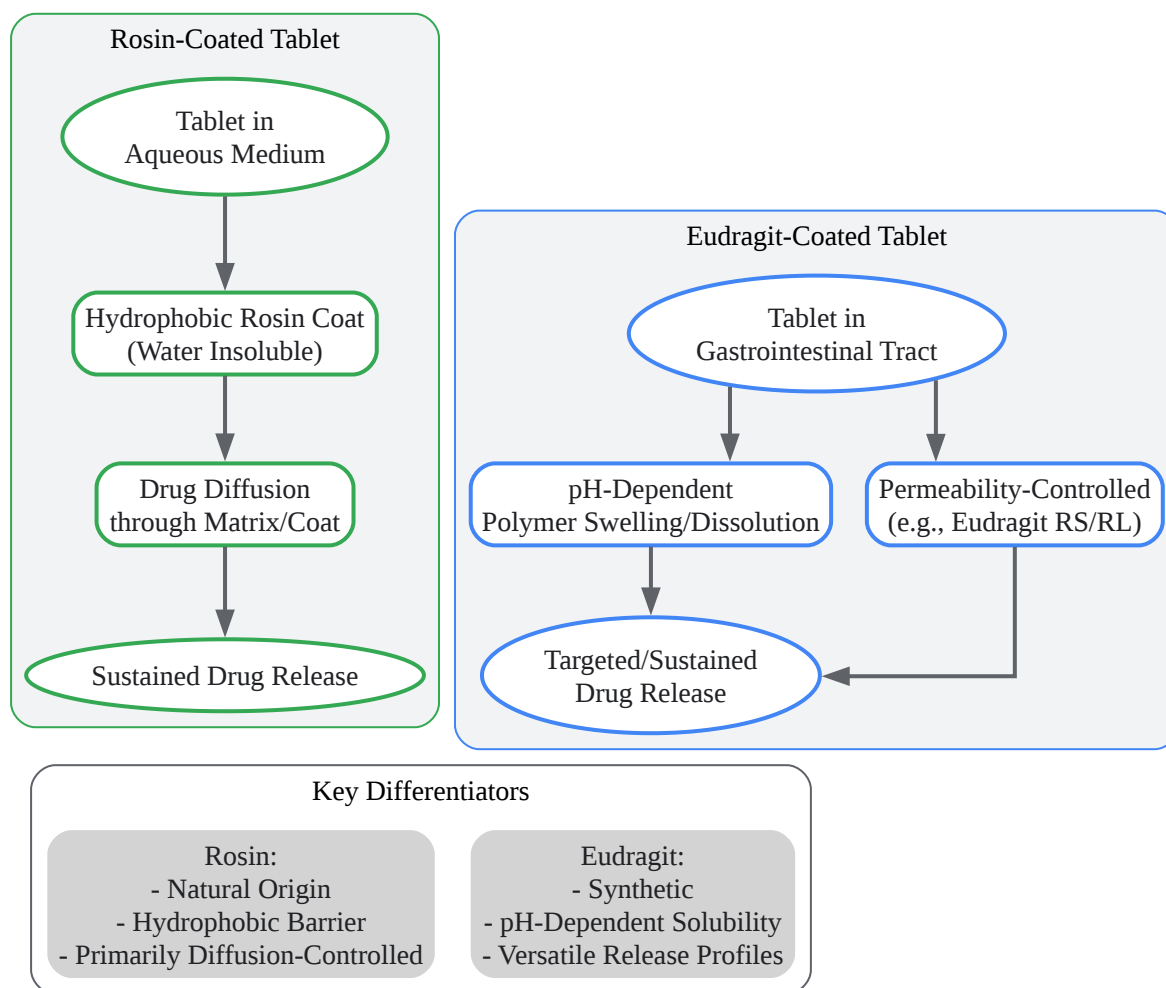 Rosin-Coated Tablet
Tablet in
Aqueous Medium
Hydrophobic Rosin Coat
(Water Insoluble)
Drug Diffusion
through Matrix/Coat
Sustained Drug Release
Eudragit-Coated Tablet
Tablet in
Gastrointestinal Tract
pH-Dependent
Polymer Swelling/Dissolution
Permeability-Controlled
(e.g., Eudragit RS/RL)
Targeted/Sustained
Drug Release
Key Differentiators
Rosin:
- Natural Origin
- Hydrophobic Barrier
- Primarily Diffusion-Controlled
Eudragit:
- Synthetic
- pH-Dependent Solubility
- Versatile Release Profiles